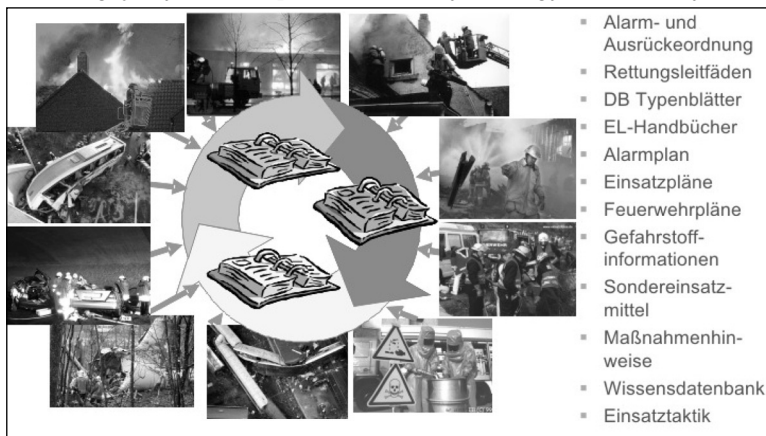 Alarm- und
Ausrückeordnung
Rettungsleitfäden
DB Typenblätter
EL-Handbücher
Alarmplan
Einsatzpläne
Feuerwehrpläne
Gefahrstoff-
informationen
Sondereinsatz-
mittel
Maßnahmenhin-
weise
Wissensdatenbank
Einsatztaktik